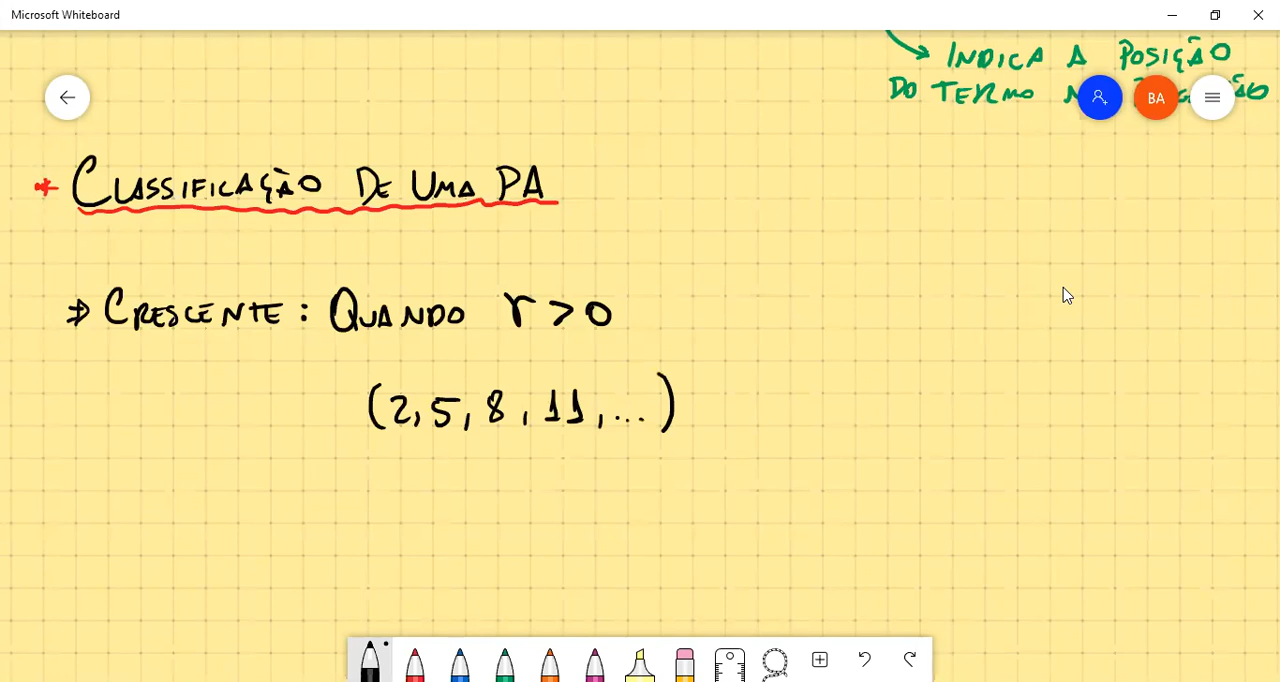 Microsoft Whiteboard
INDICA A POSIÇÃO
DO TERMO
BA
* CLASSIFICAÇÃO DE UMA PA
⇒ CRESCENTE: QUANDO r > 0
(2, 5, 8, 11, ...)